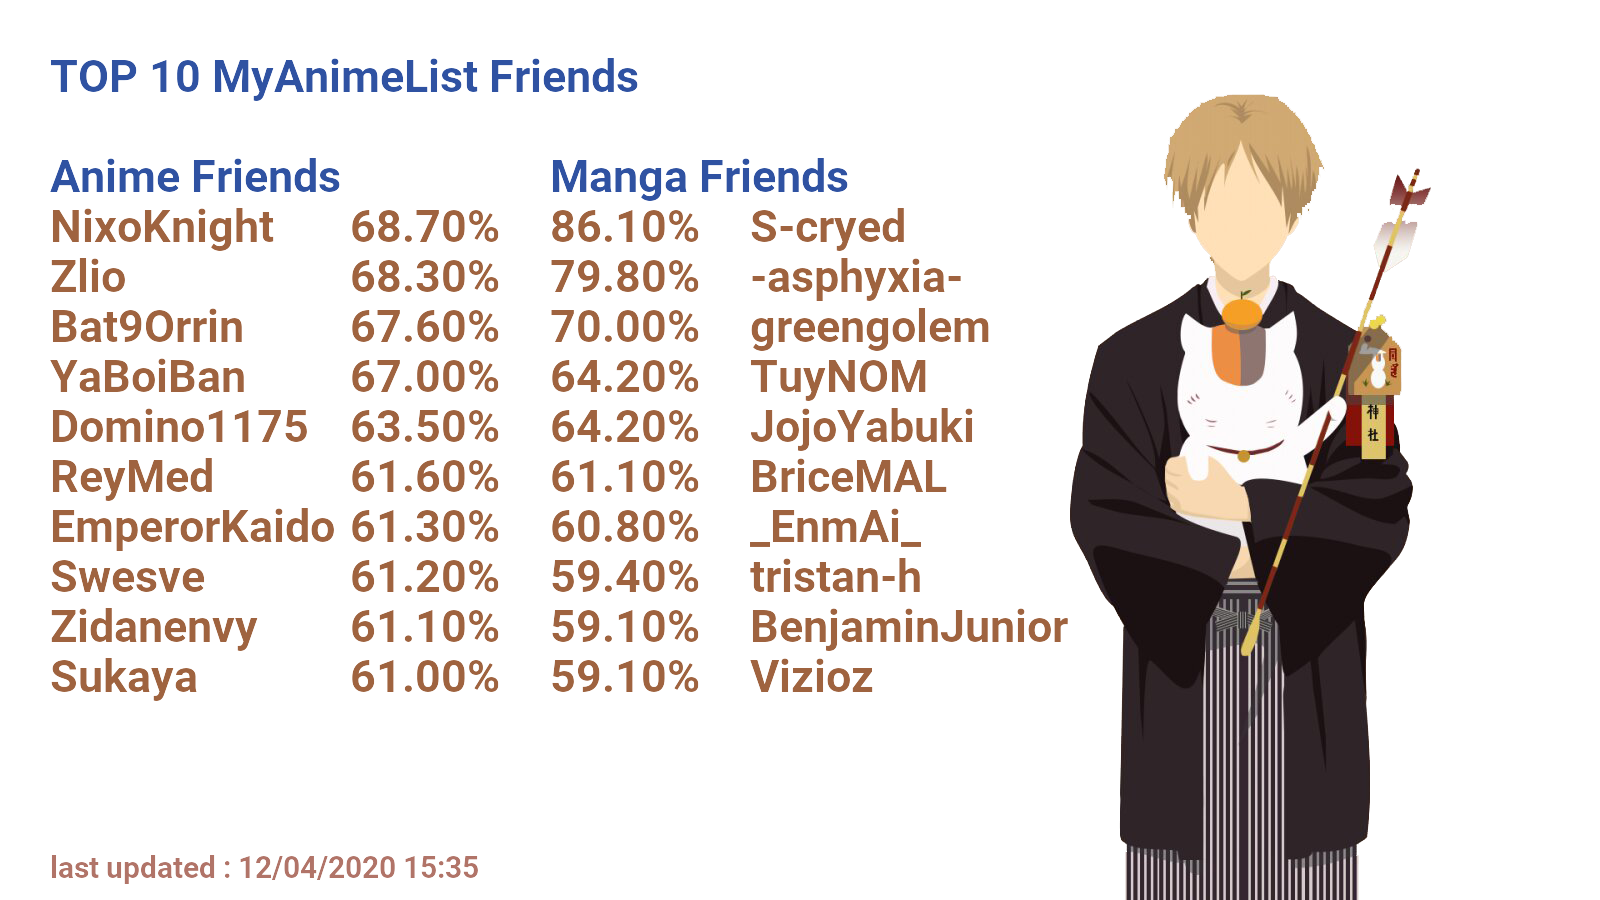 TOP 10 MyAnimeList Friends
Anime Friends Manga Friends
NixoKnight 68.70% 86.10% S-cryed
Zlio 68.30% 79.80% -asphyxia-
Bat9Orrin 67.60% 70.00% greengolem
YaBoiBan 67.00% 64.20% TuyNOM
Domino1175 63.50% 64.20% JojoYabuki
ReyMed 61.60% 61.10% BriceMAL
EmperorKaido 61.30% 60.80% _EnmAi_
Swesve 61.20% 59.40% tristan-h
Zidanenvy 61.10% 59.10% BenjaminJunior
Sukaya 61.00% 59.10% Vizioz
神
社
last updated : 12/04/2020 15:35